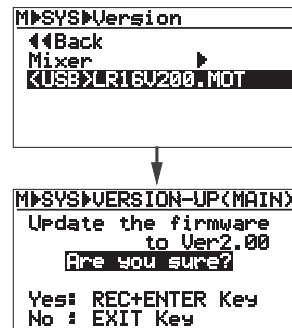 M▶SYS▶Version
◀◀Back
Mixer ▶
<USB>LR16V200.MOT
M▶SYS▶VERSION-UP(MAIN)
Update the firmware
to Ver2.00
Are you sure?
Yes: REC+ENTER Key
No : EXIT Key